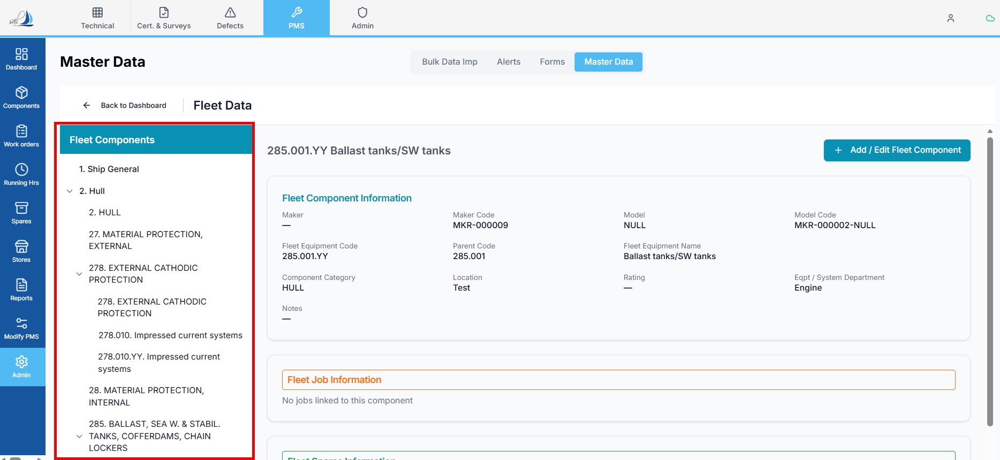 sail
Technical
Cert. & Surveys
Defects
PMS
Admin
Dashboard
Components
Work orders
Running Hrs
Spares
Stores
Reports
Modify PMS
Admin
Master Data
Bulk Data Imp
Alerts
Forms
Master Data
Back to Dashboard
Fleet Data
Fleet Components
1. Ship General
2. Hull
2. HULL
27. MATERIAL PROTECTION,
EXTERNAL
278. EXTERNAL CATHODIC
PROTECTION
278. EXTERNAL CATHODIC
PROTECTION
278.010. Impressed current systems
278.010.YY. Impressed current
systems
28. MATERIAL PROTECTION,
INTERNAL
285. BALLAST, SEA W. & STABIL.
TANKS, COFFERDAMS, CHAIN
LOCKERS
285.001.YY Ballast tanks/SW tanks
+ Add / Edit Fleet Component
Fleet Component Information
Maker
—
Maker Code
MKR-000009
Model
NULL
Model Code
MKR-000002-NULL
Fleet Equipment Code
285.001.YY
Parent Code
285.001
Fleet Equipment Name
Ballast tanks/SW tanks
Component Category
HULL
Location
Test
Rating
—
Eqpt / System Department
Engine
Notes
—
Fleet Job Information
No jobs linked to this component
Fleet Spares Information